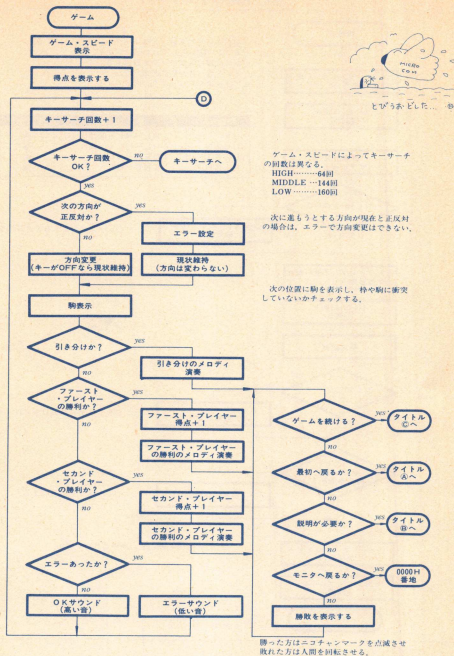 ゲーム
ゲーム・スピード
表示
得点を表示する
D
キーサーチ回数+1
キーサーチ回数
OK?
no
キーサーチへ
yes
次の方向が
正反対か?
yes
no
エラー設定
方向変更
(キーがOFFなら現状維持)
現状維持
(方向は変わらない)
駒表示
引き分けか?
yes
no
引き分けのメロディ
演奏
ファースト
・プレイヤー
の勝利か?
yes
no
ファースト・プレイヤー
得点+1
ファースト・プレイヤー
の勝利のメロディ演奏
セカンド
・プレイヤー
の勝利か?
yes
no
セカンド・プレイヤー
得点+1
セカンド・プレイヤー
の勝利のメロディ演奏
エラーあったか?
yes
no
OKサウンド
(高い音)
エラーサウンド
(低い音)
MICRO
COM
とびうお・どした…
ゲーム・スピードによってキーサーチ
の回数は異なる。
HIGH………64回
MIDDLE …144回
LOW………160回
次に進もうとする方向が現在と正反対
の場合は、エラーで方向変更はできない。
次の位置に駒を表示し、枠や駒に衝突
していないかチェックする。
ゲームを続ける?
yes
タイトル
Ⓒへ
no
最初へ戻るか?
yes
タイトル
Ⓐへ
no
説明が必要か?
yes
タイトル
Ⓑへ
no
モニタへ戻るか?
yes
0000H
番地
no
勝敗を表示する
勝った方はニコチャンマークを点滅させ
敗れた方は人間を回転させる。